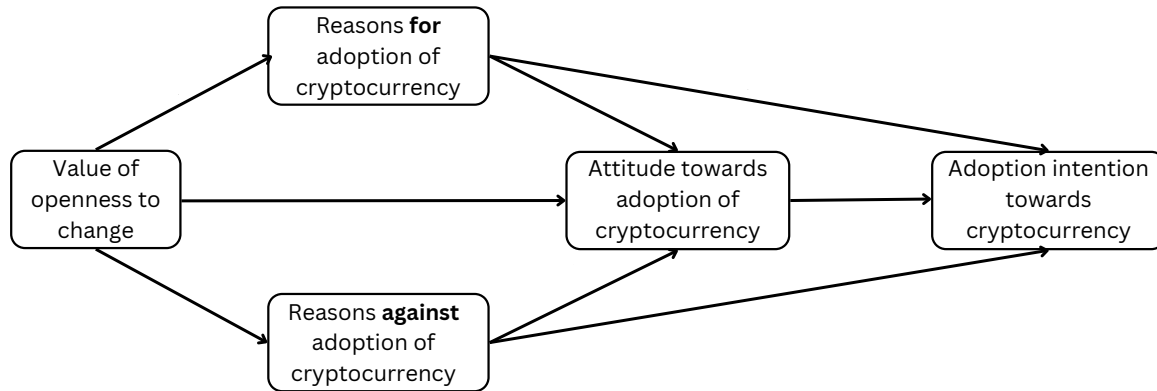 Reasons for
adoption of
cryptocurrency
Value of
openness to
change
Attitude towards
adoption of
cryptocurrency
Adoption intention
towards
cryptocurrency
Reasons against
adoption of
cryptocurrency